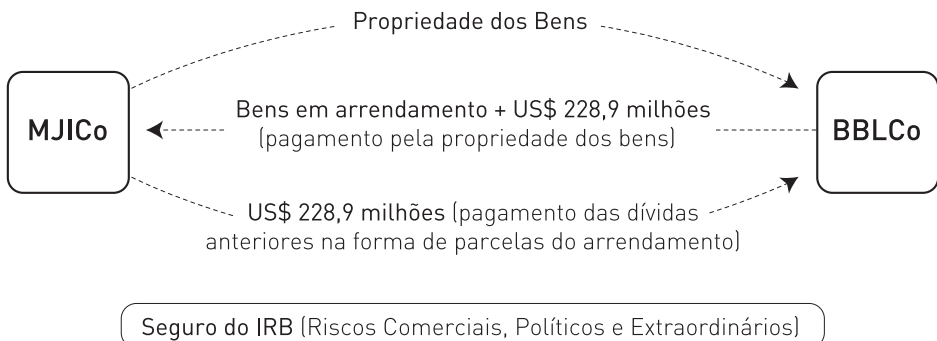 Propriedade dos Bens
MJICo
Bens em arrendamento + US$ 228,9 milhões
(pagamento pela propriedade dos bens)
BBLCo
US$ 228,9 milhões (pagamento das dívidas
anteriores na forma de parcelas do arrendamento)
Seguro do IRB (Riscos Comerciais, Políticos e Extraordinários)